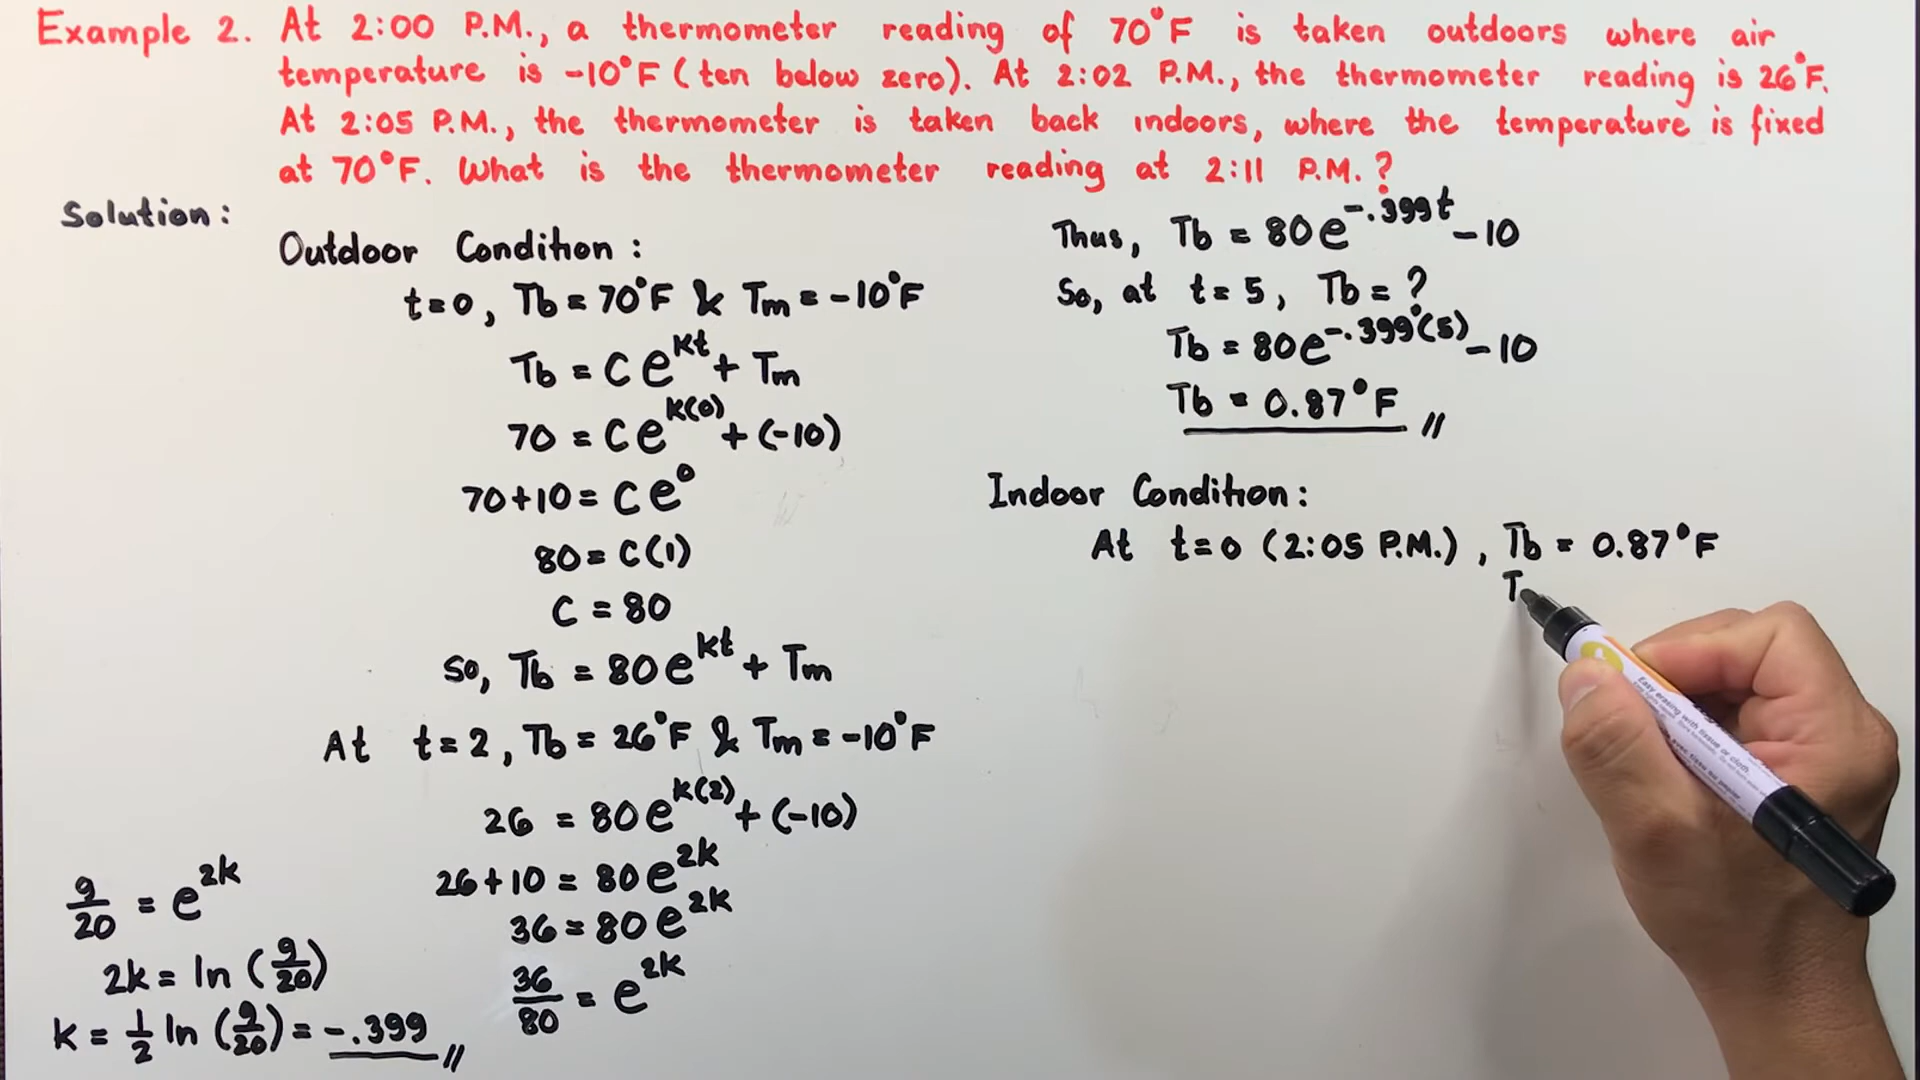 Example 2. At 2:00 P.M., a thermometer reading of 70°F is taken outdoors where air
temperature is -10°F (ten below zero). At 2:02 P.M., the thermometer reading is 26°F.
At 2:05 P.M., the thermometer is taken back indoors, where the temperature is fixed
at 70°F. What is the thermometer reading at 2:11 P.M.?
Solution:
Outdoor Condition:
t=0, Tb = 70°F & Tm = -10°F
Tb = Ce^kt + Tm
70 = Ce^k(0) + (-10)
70+10 = Ce^0
80 = C(1)
C = 80
So, Tb = 80e^kt + Tm
At t=2, Tb = 26°F & Tm = -10°F
26 = 80e^k(2) + (-10)
26+10 = 80e^2k
36 = 80e^2k
36/80 = e^2k
9/20 = e^2k
2k = ln (9/20)
k = 1/2 ln (9/20) = -.399 //
Thus, Tb = 80e^-.399t - 10
So, at t = 5, Tb = ?
Tb = 80e^-.399(5) - 10
Tb = 0.87°F //
Indoor Condition:
At t=0 (2:05 P.M.), Tb = 0.87°F
T
Easy erasing with tissue or cloth.